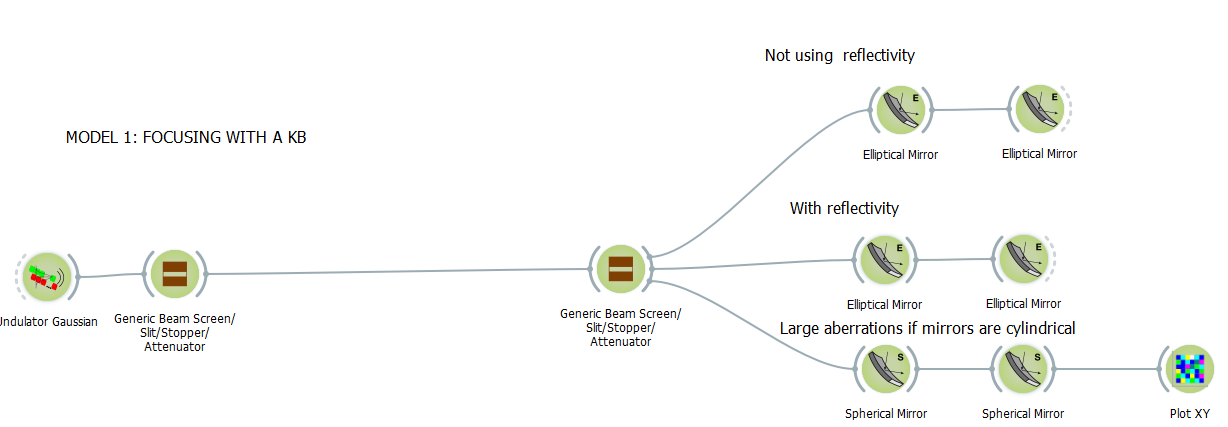 Not using reflectivity
E
E
Elliptical Mirror
Elliptical Mirror
MODEL 1: FOCUSING WITH A KB
With reflectivity
E
E
Elliptical Mirror
Elliptical Mirror
Undulator Gaussian
Generic Beam Screen/
Slit/Stopper/
Attenuator
Generic Beam Screen/
Slit/Stopper/
Attenuator
Large aberrations if mirrors are cylindrical
S
S
Spherical Mirror
Spherical Mirror
Plot XY